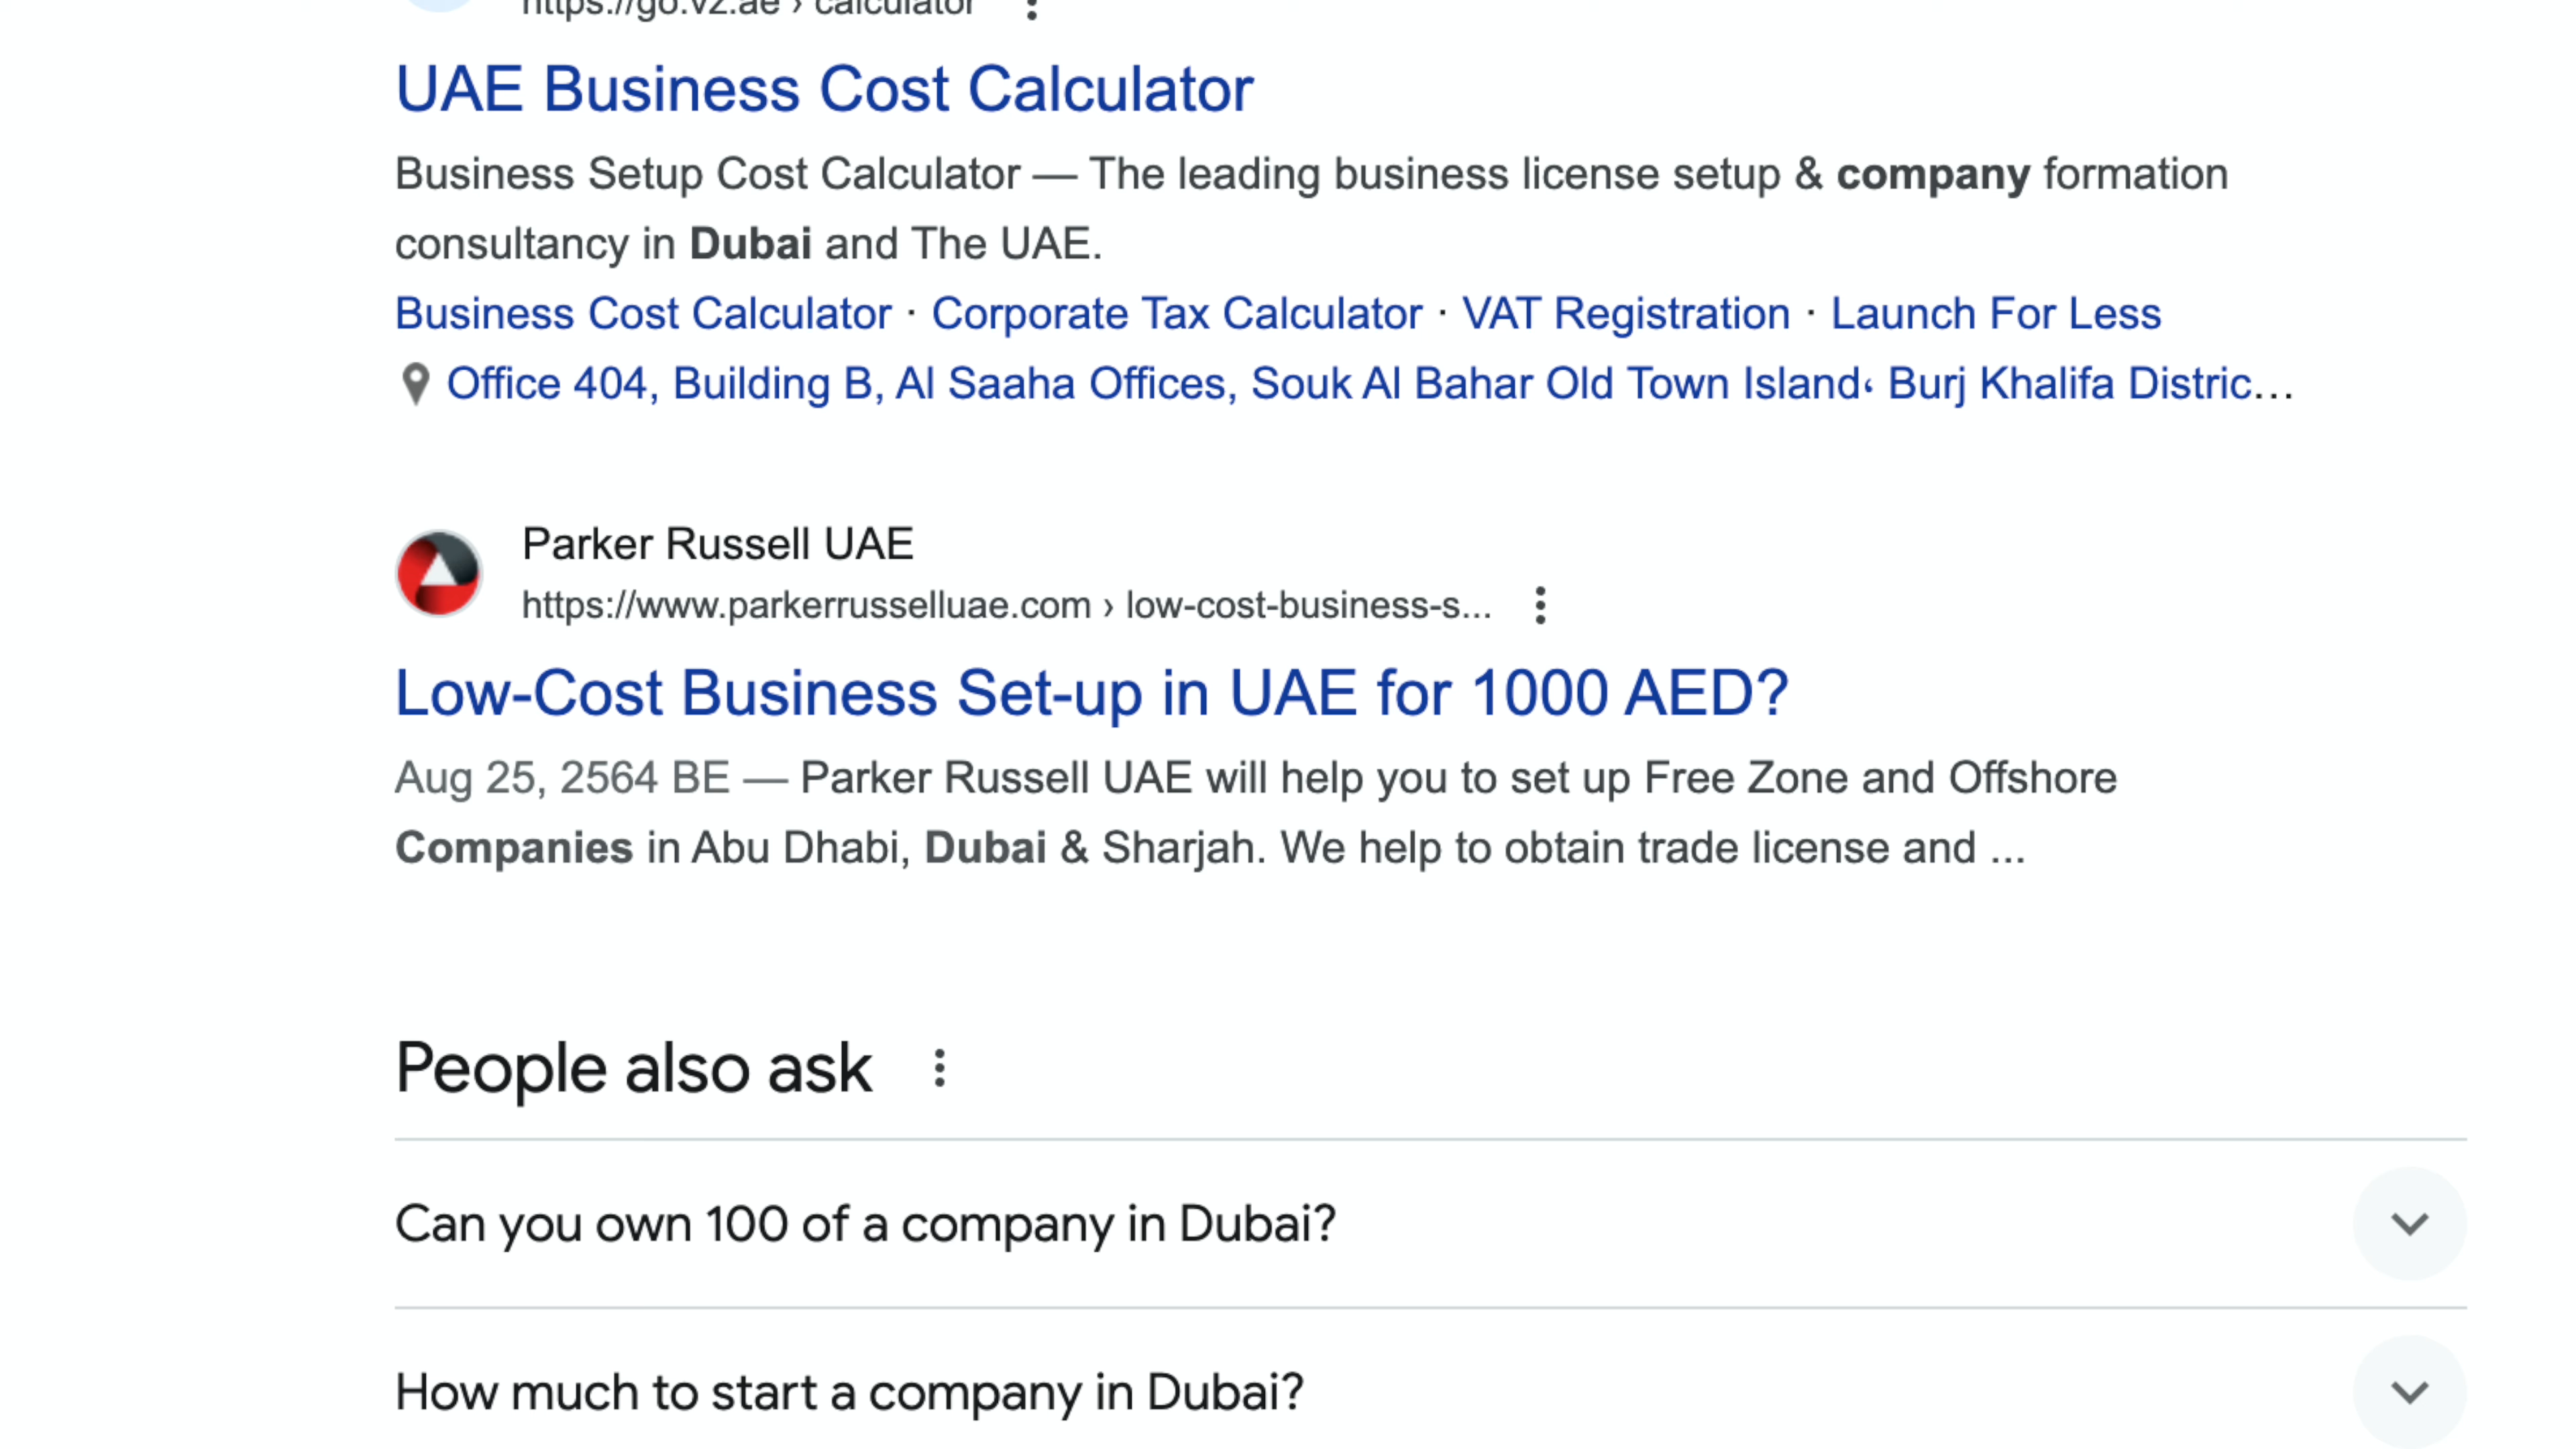 https://go.vz.ae › calculator
UAE Business Cost Calculator
Business Setup Cost Calculator — The leading business license setup & company formation
consultancy in Dubai and The UAE.
Business Cost Calculator · Corporate Tax Calculator · VAT Registration · Launch For Less
Office 404, Building B, Al Saaha Offices, Souk Al Bahar Old Town Island، Burj Khalifa Distric...
Parker Russell UAE
https://www.parkerrusselluae.com › low-cost-business-s...
Low-Cost Business Set-up in UAE for 1000 AED?
Aug 25, 2564 BE — Parker Russell UAE will help you to set up Free Zone and Offshore
Companies in Abu Dhabi, Dubai & Sharjah. We help to obtain trade license and ...
People also ask
Can you own 100 of a company in Dubai?
How much to start a company in Dubai?